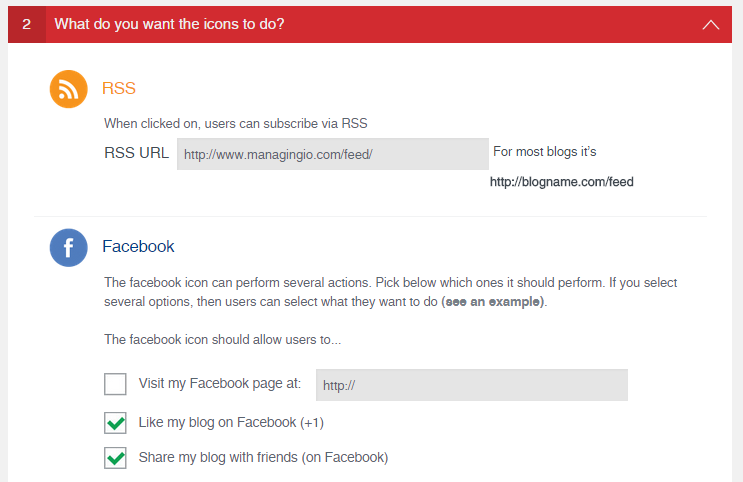 2 What do you want the icons to do?
RSS
When clicked on, users can subscribe via RSS
RSS URL http://www.managingio.com/feed/ For most blogs it's
http://blogname.com/feed
f Facebook
The facebook icon can perform several actions. Pick below which ones it should perform. If you select
several options, then users can select what they want to do (see an example).
The facebook icon should allow users to...
Visit my Facebook page at: http://
Like my blog on Facebook (+1)
Share my blog with friends (on Facebook)